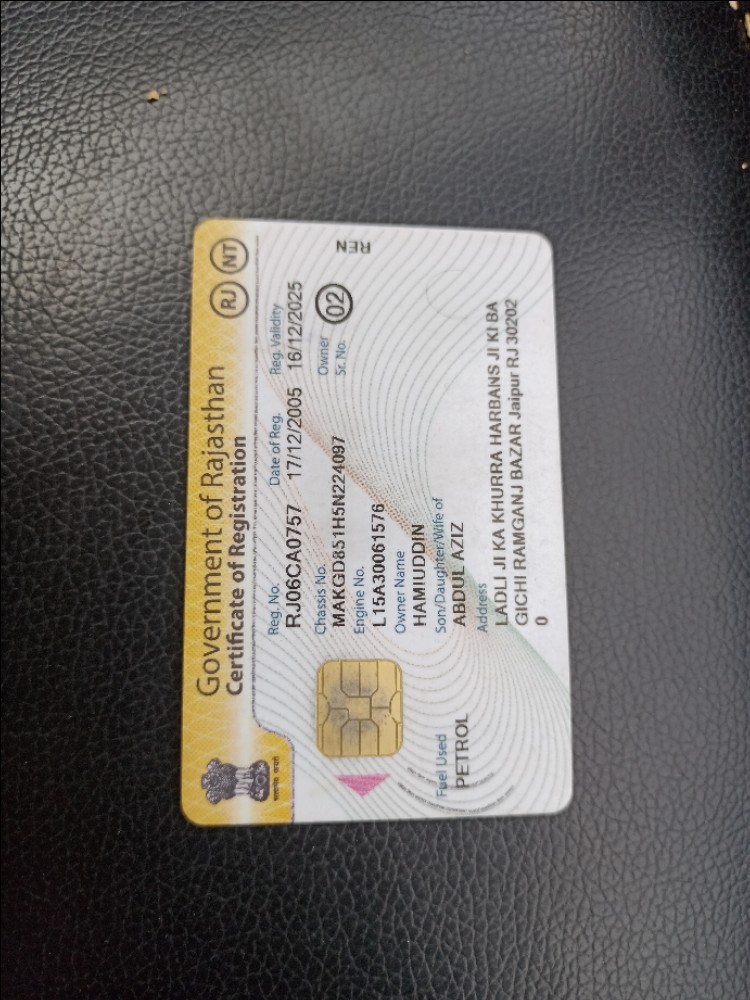 Government of Rajasthan
Certificate of Registration
RJ NT
Reg. No. Date of Reg. Reg. Validity
RJ06CA0757 17/12/2005 16/12/2025
Chassis No. Owner Sr. No.
MAKGD851H5N224097 02
REN
Engine No.
L15A30061576
Owner Name
HAMIUDDIN
Son/Daughter/Wife of
ABDUL AZIZ
Fuel Used
PETROL
Address
LADLI JI KA KHURRA HARBANS JI KI BA
GICHI RAMGANJ BAZAR Jaipur RJ 30202
0
सत्यमेव जयते